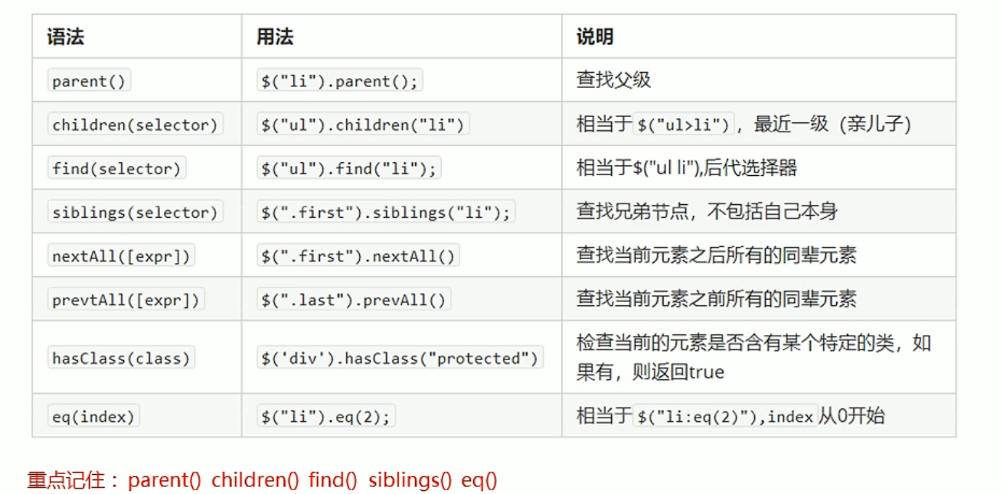 语法 用法 说明
parent() $("li").parent(); 查找父级
children(selector) $("ul").children("li") 相当于$("ul>li")，最近一级（亲儿子）
find(selector) $("ul").find("li"); 相当于$("ul li"),后代选择器
siblings(selector) $(".first").siblings("li"); 查找兄弟节点，不包括自己本身
nextAll([expr]) $(".first").nextAll() 查找当前元素之后所有的同辈元素
prevtAll([expr]) $(".last").prevAll() 查找当前元素之前所有的同辈元素
hasClass(class) $('div').hasClass("protected") 检查当前的元素是否含有某个特定的类，如
果有，则返回true
eq(index) $("li").eq(2); 相当于$("li:eq(2)"),index从0开始
重点记住：parent() children() find() siblings() eq()